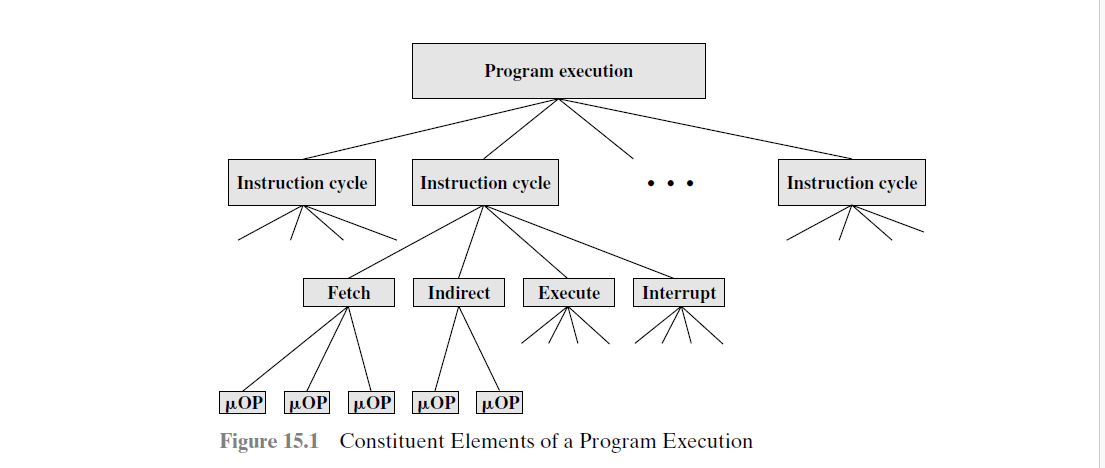 Program execution
Instruction cycle Instruction cycle • • • Instruction cycle
Fetch Indirect Execute Interrupt
μOP μOP μOP μOP μOP
Figure 15.1 Constituent Elements of a Program Execution